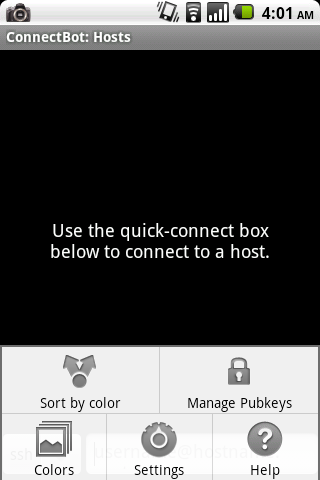 4:01 AM
ConnectBot: Hosts
Use the quick-connect box
below to connect to a host.
Sort by color
Manage Pubkeys
ssh
username@hostna
Colors
Settings
Help